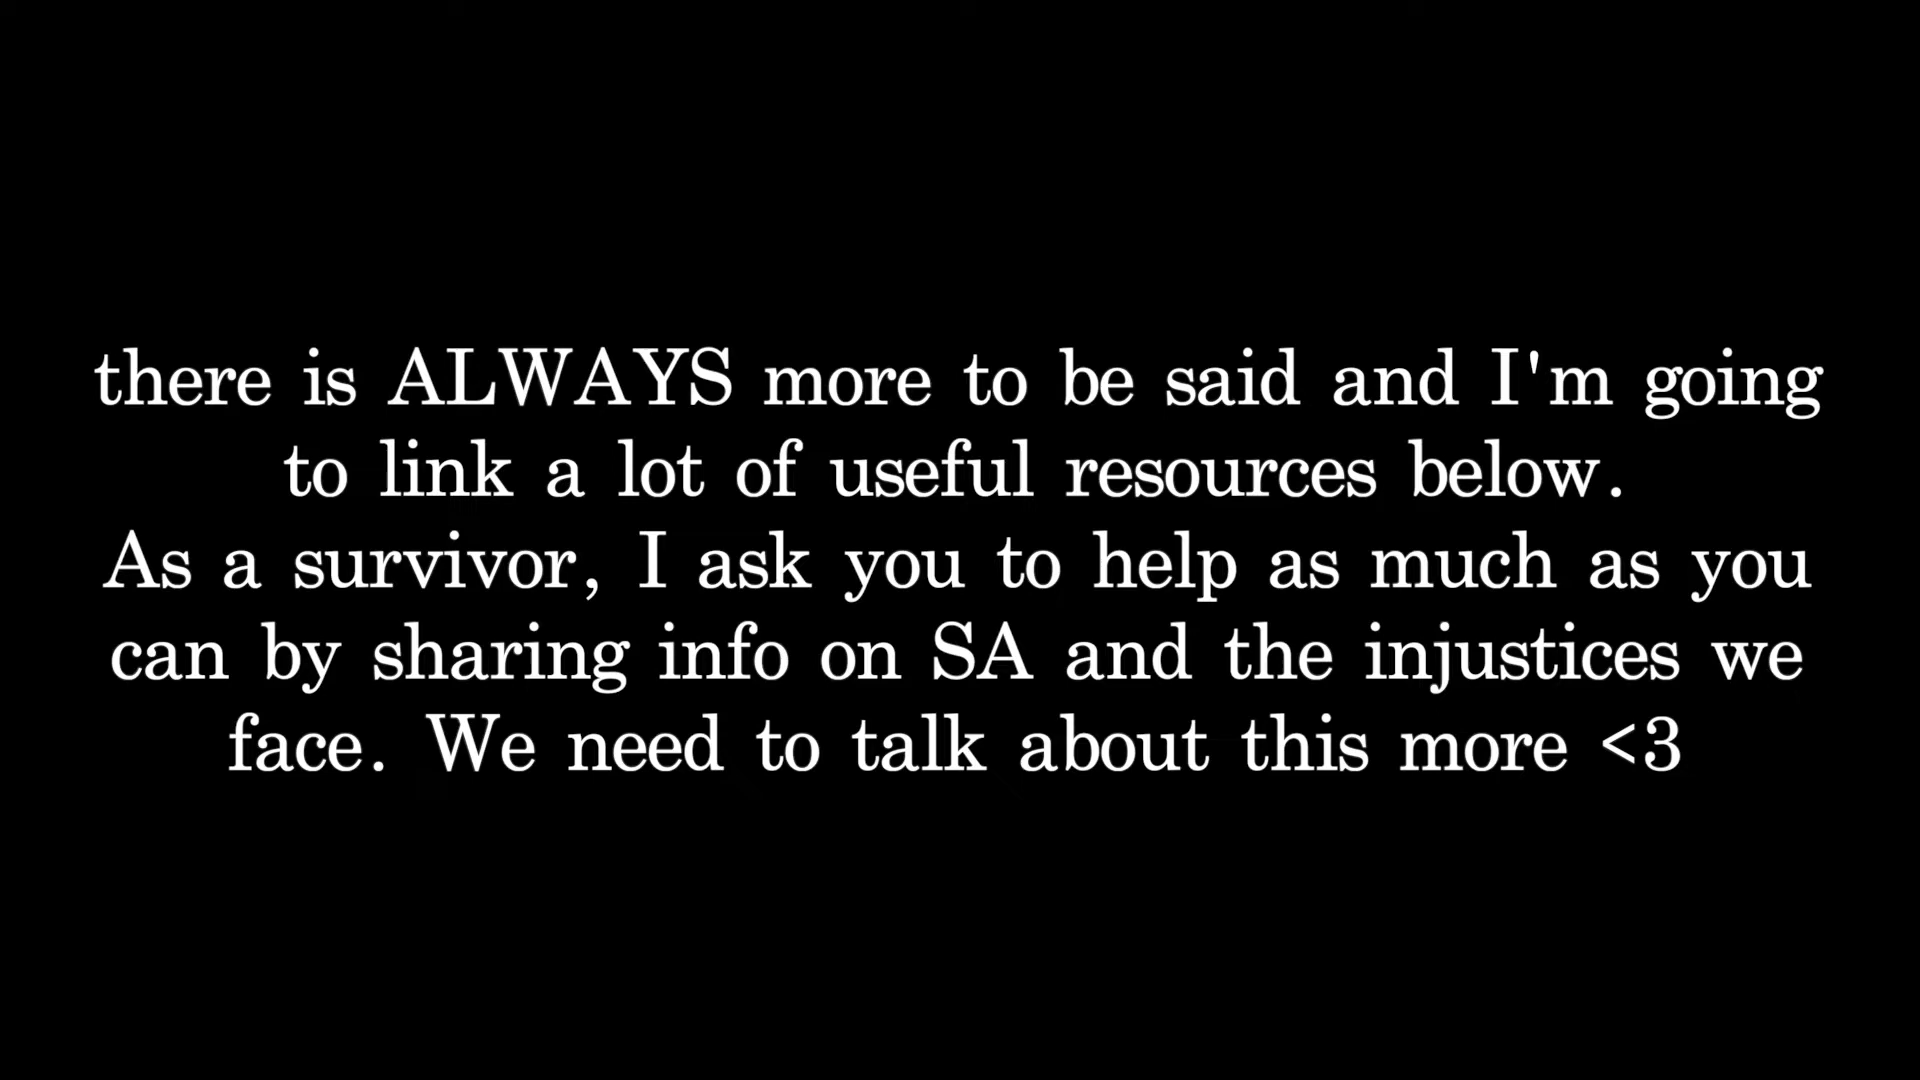 there is ALWAYS more to be said and I'm going
to link a lot of useful resources below.
As a survivor, I ask you to help as much as you
can by sharing info on SA and the injustices we
face. We need to talk about this more <3